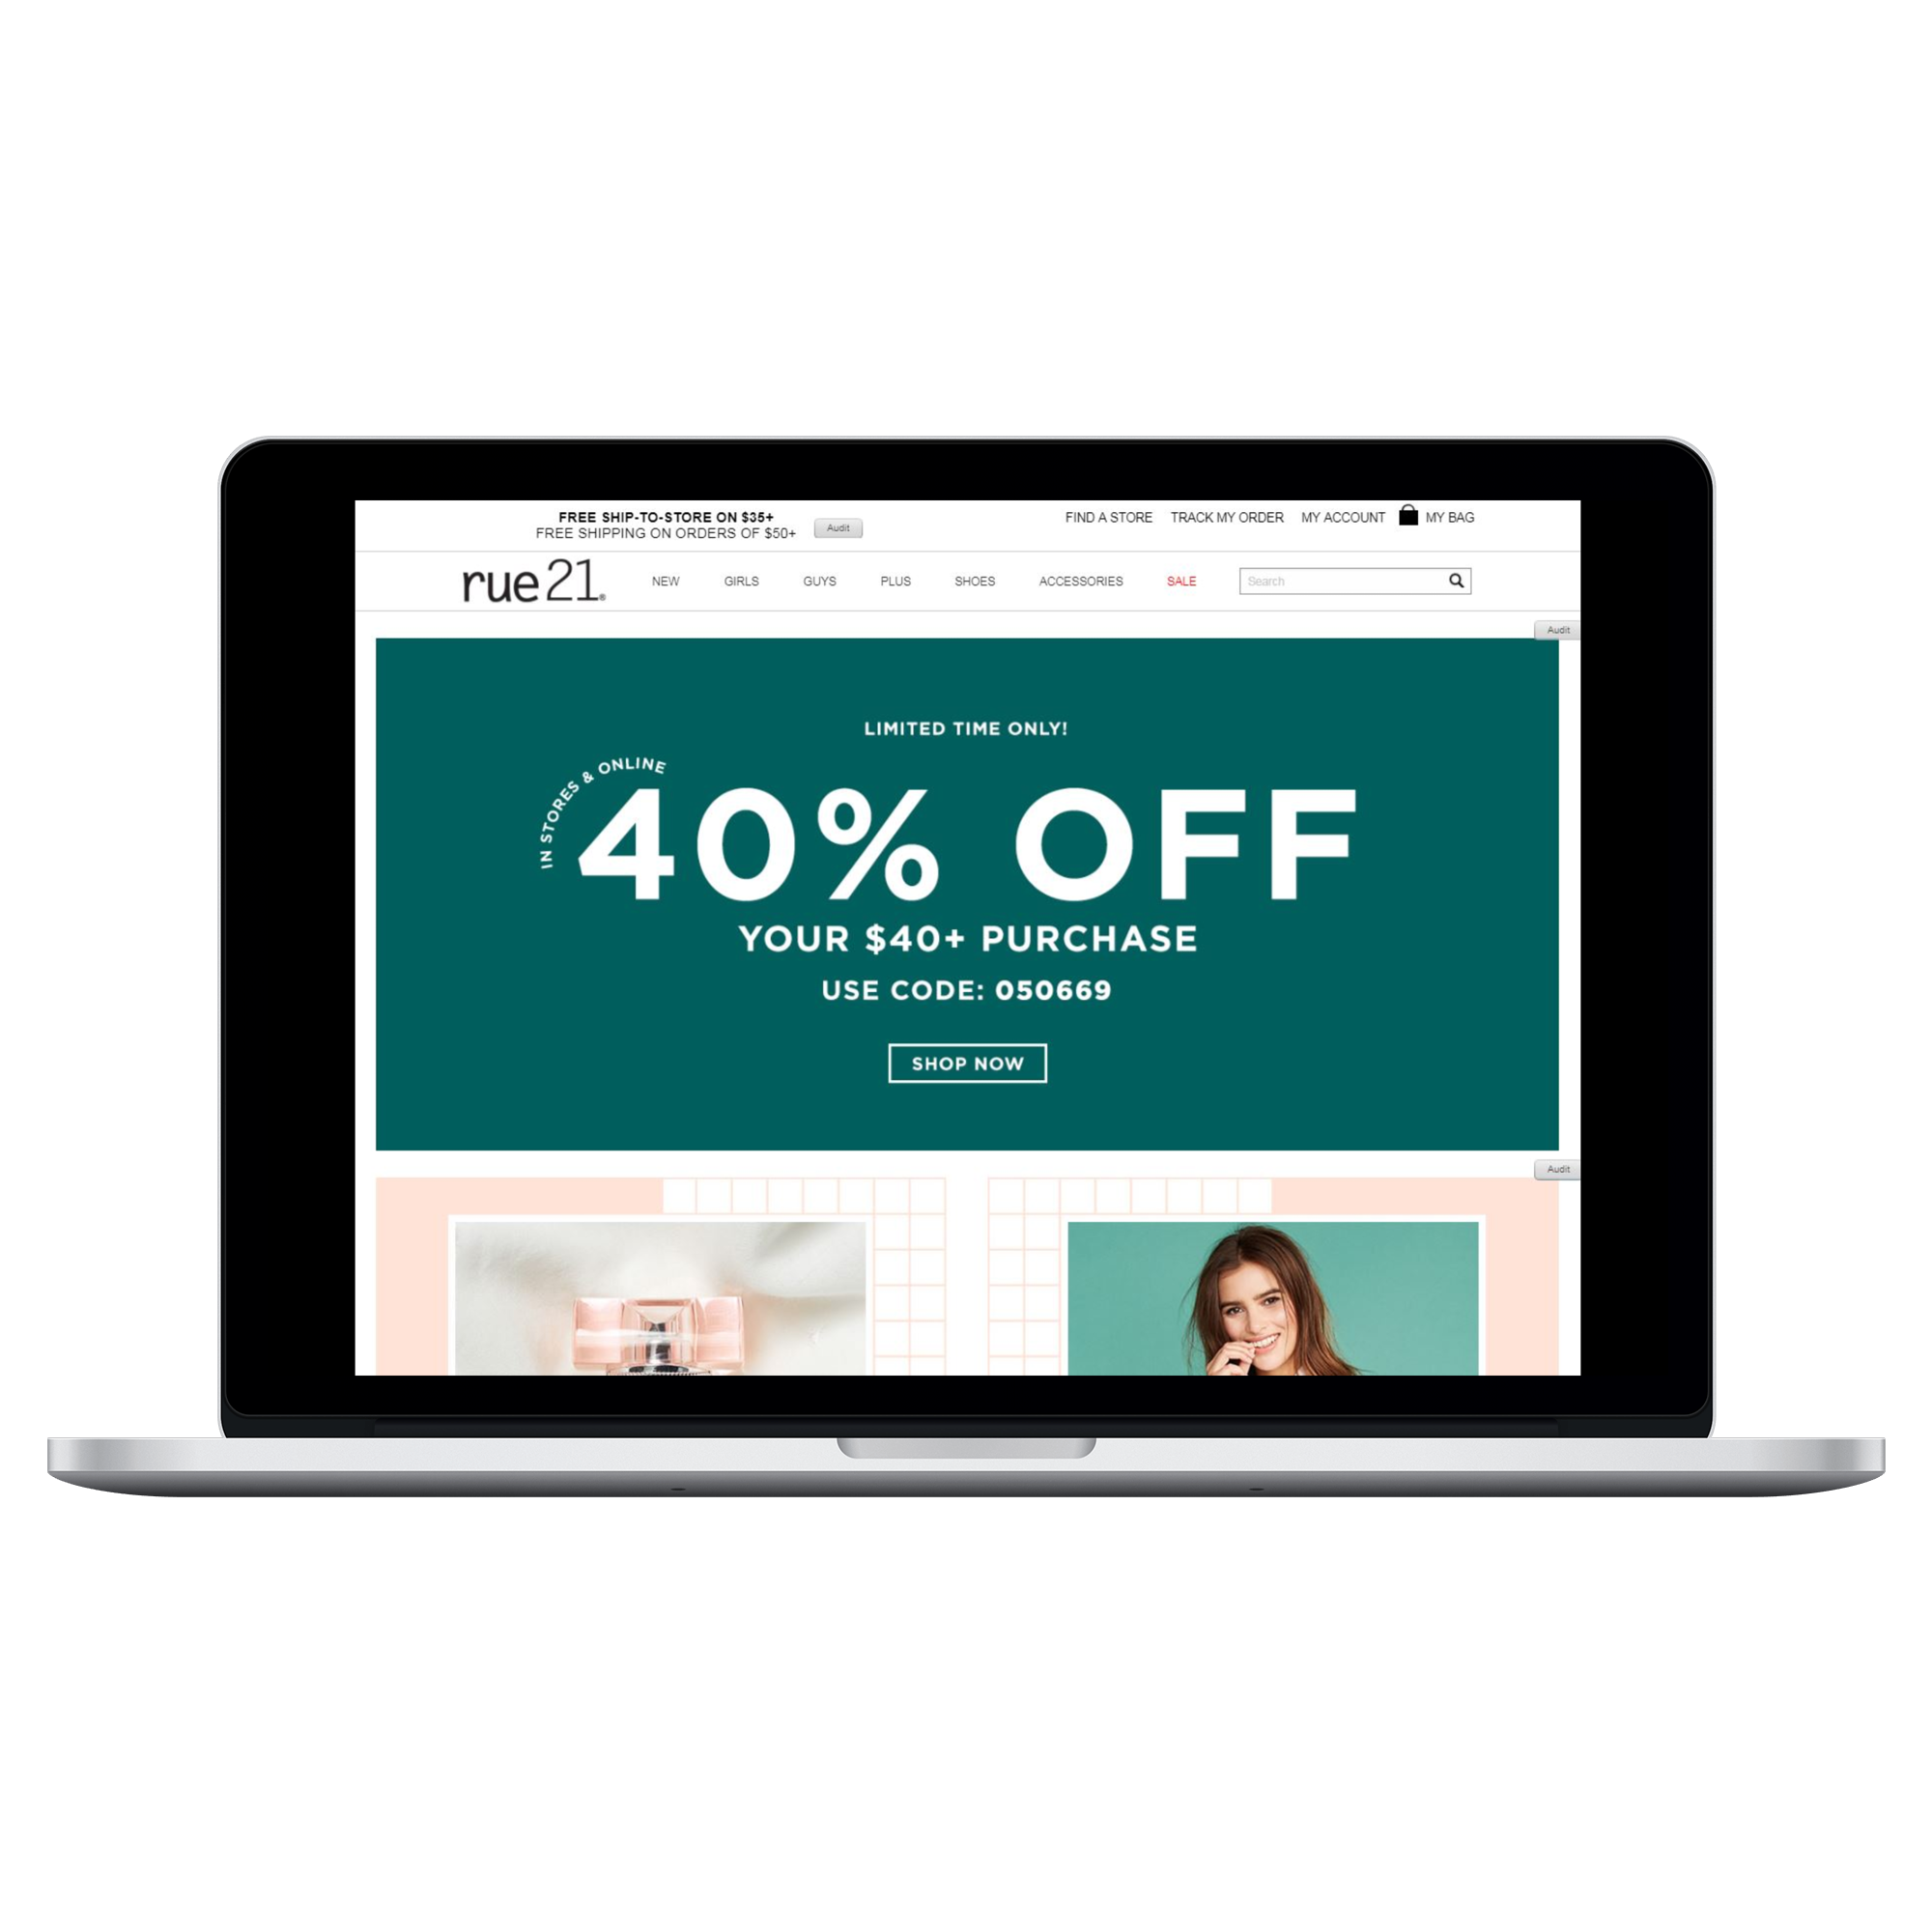 FREE SHIP-TO-STORE ON $35+
FREE SHIPPING ON ORDERS OF $50+
Audit
FIND A STORE TRACK MY ORDER MY ACCOUNT MY BAG
rue21®
NEW GIRLS GUYS PLUS SHOES ACCESSORIES SALE
Search
Audit
LIMITED TIME ONLY!
IN STORES & ONLINE
40% OFF
YOUR $40+ PURCHASE
USE CODE: 050669
SHOP NOW
Audit